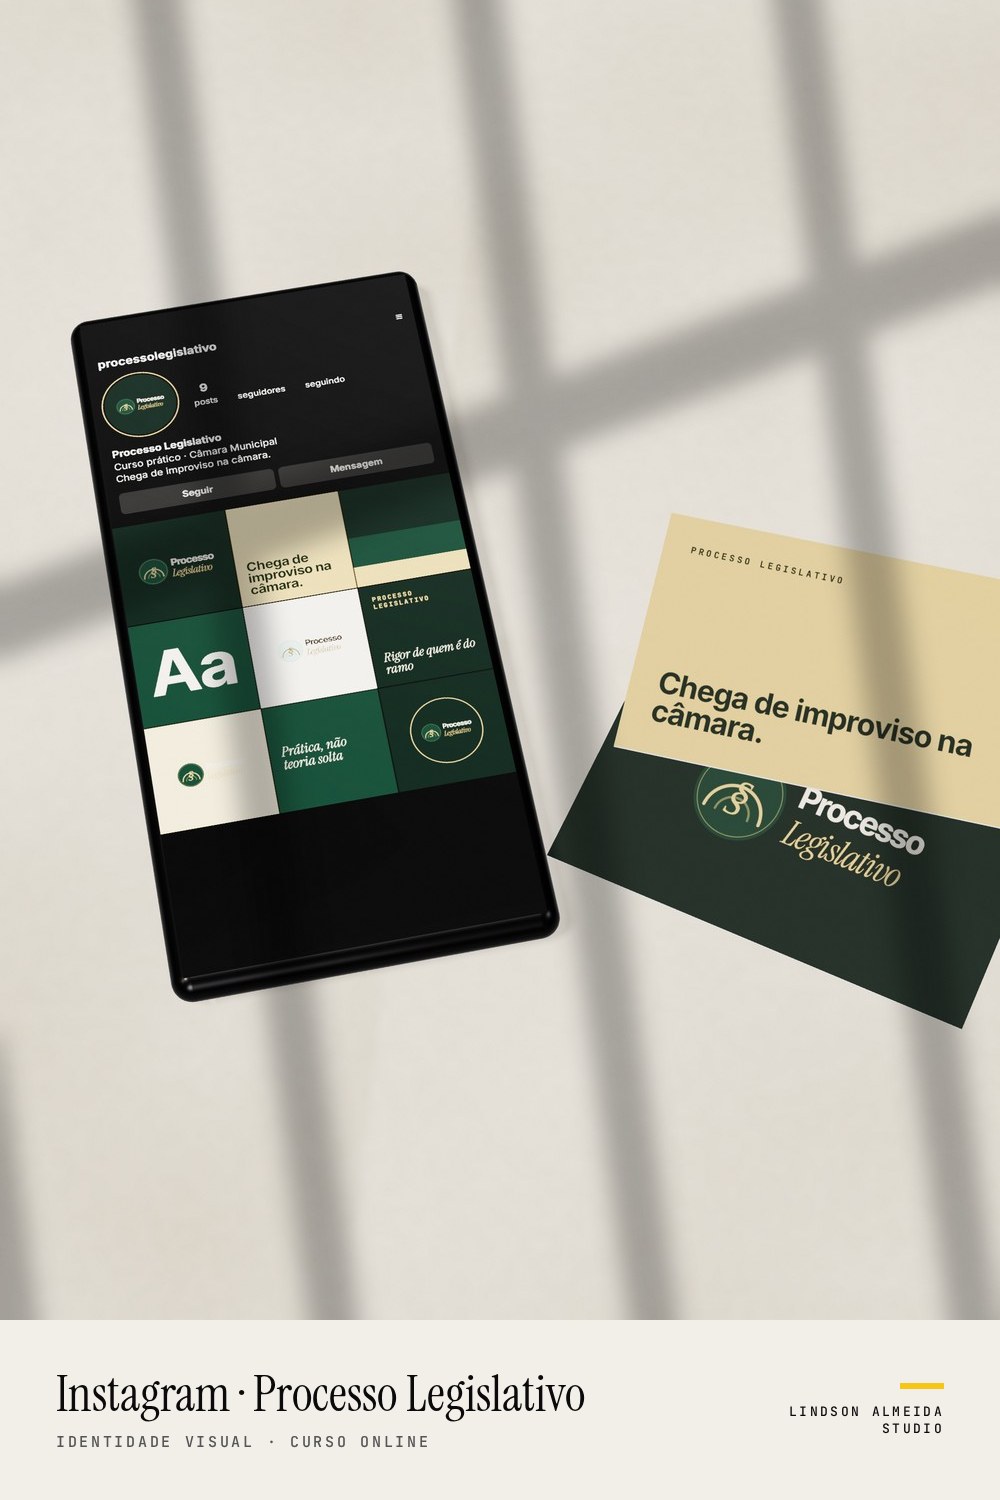 ≡
processolegislativo
9
posts
seguidores
seguindo
Processo
Legislativo
Processo Legislativo
Curso prático · Câmara Municipal
Chega de improviso na câmara.
Seguir
Mensagem
Processo
Legislativo
Chega de
improviso na
câmara.
Aa
Processo
Legislativo
PROCESSO
LEGISLATIVO
Rigor de quem é do
ramo
Prática, não
teoria solta
Processo
Legislativo
PROCESSO LEGISLATIVO
Chega de improviso na
câmara.
Processo
Legislativo
Instagram · Processo Legislativo
IDENTIDADE VISUAL · CURSO ONLINE
LINDSON ALMEIDA
STUDIO